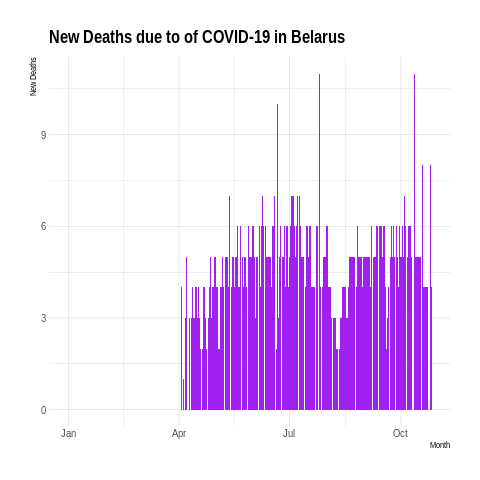 New Deaths due to of COVID-19 in Belarus
New Deaths
9
6
3
0
Jan Apr Jul Oct
Month